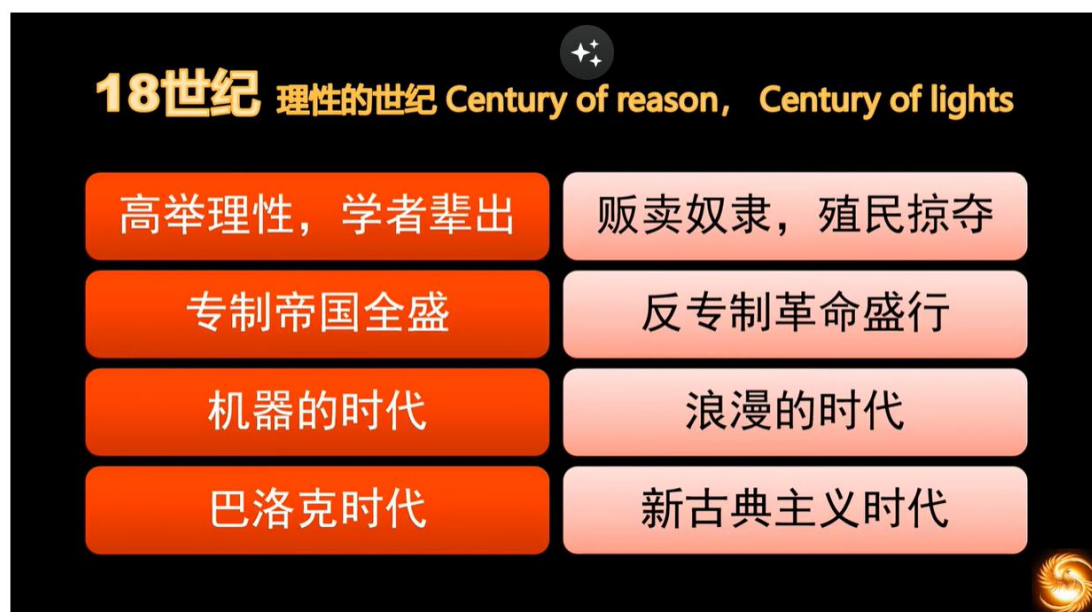 18世纪 理性的世纪 Century of reason， Century of lights
高举理性，学者辈出
贩卖奴隶，殖民掠夺
专制帝国全盛
反专制革命盛行
机器的时代
浪漫的时代
巴洛克时代
新古典主义时代